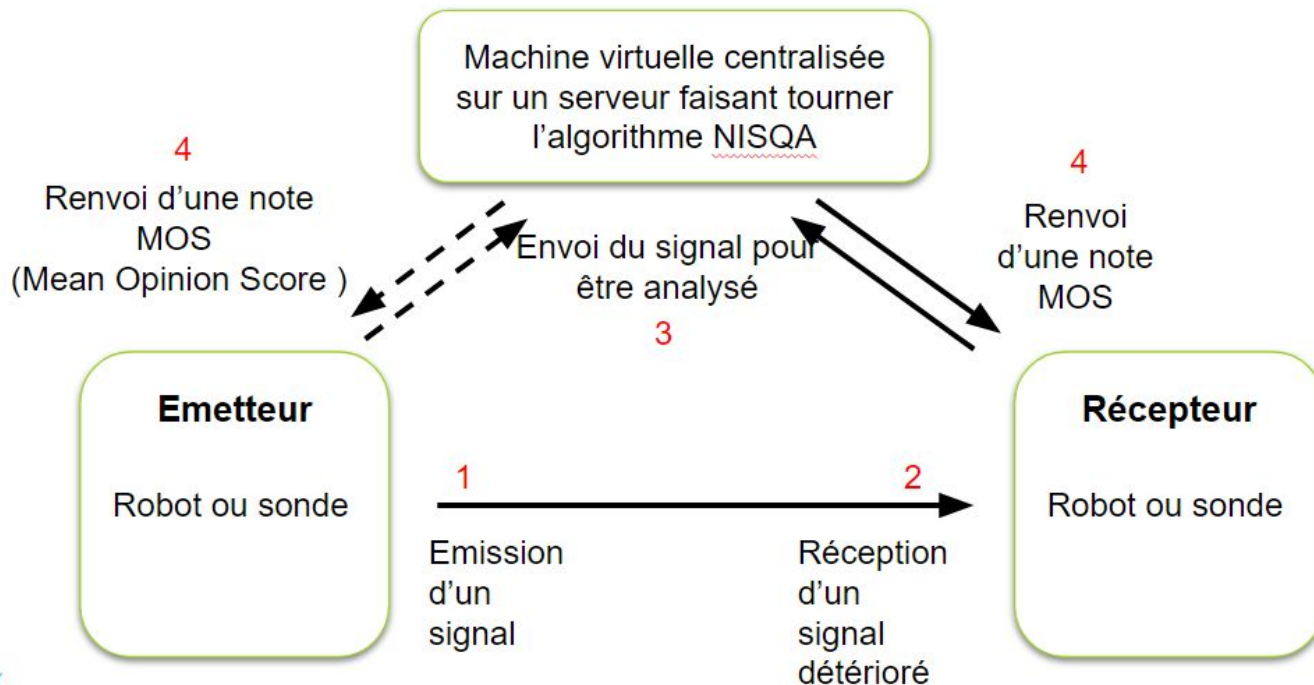 Machine virtuelle centralisée
sur un serveur faisant tourner
l'algorithme NISQA
4
Renvoi d'une note
MOS
(Mean Opinion Score )
Envoi du signal pour
être analysé
3
4
Renvoi
d'une note
MOS
Emetteur
Robot ou sonde
1
Emission
d'un
signal
2
Réception
d'un
signal
détérioré
Récepteur
Robot ou sonde